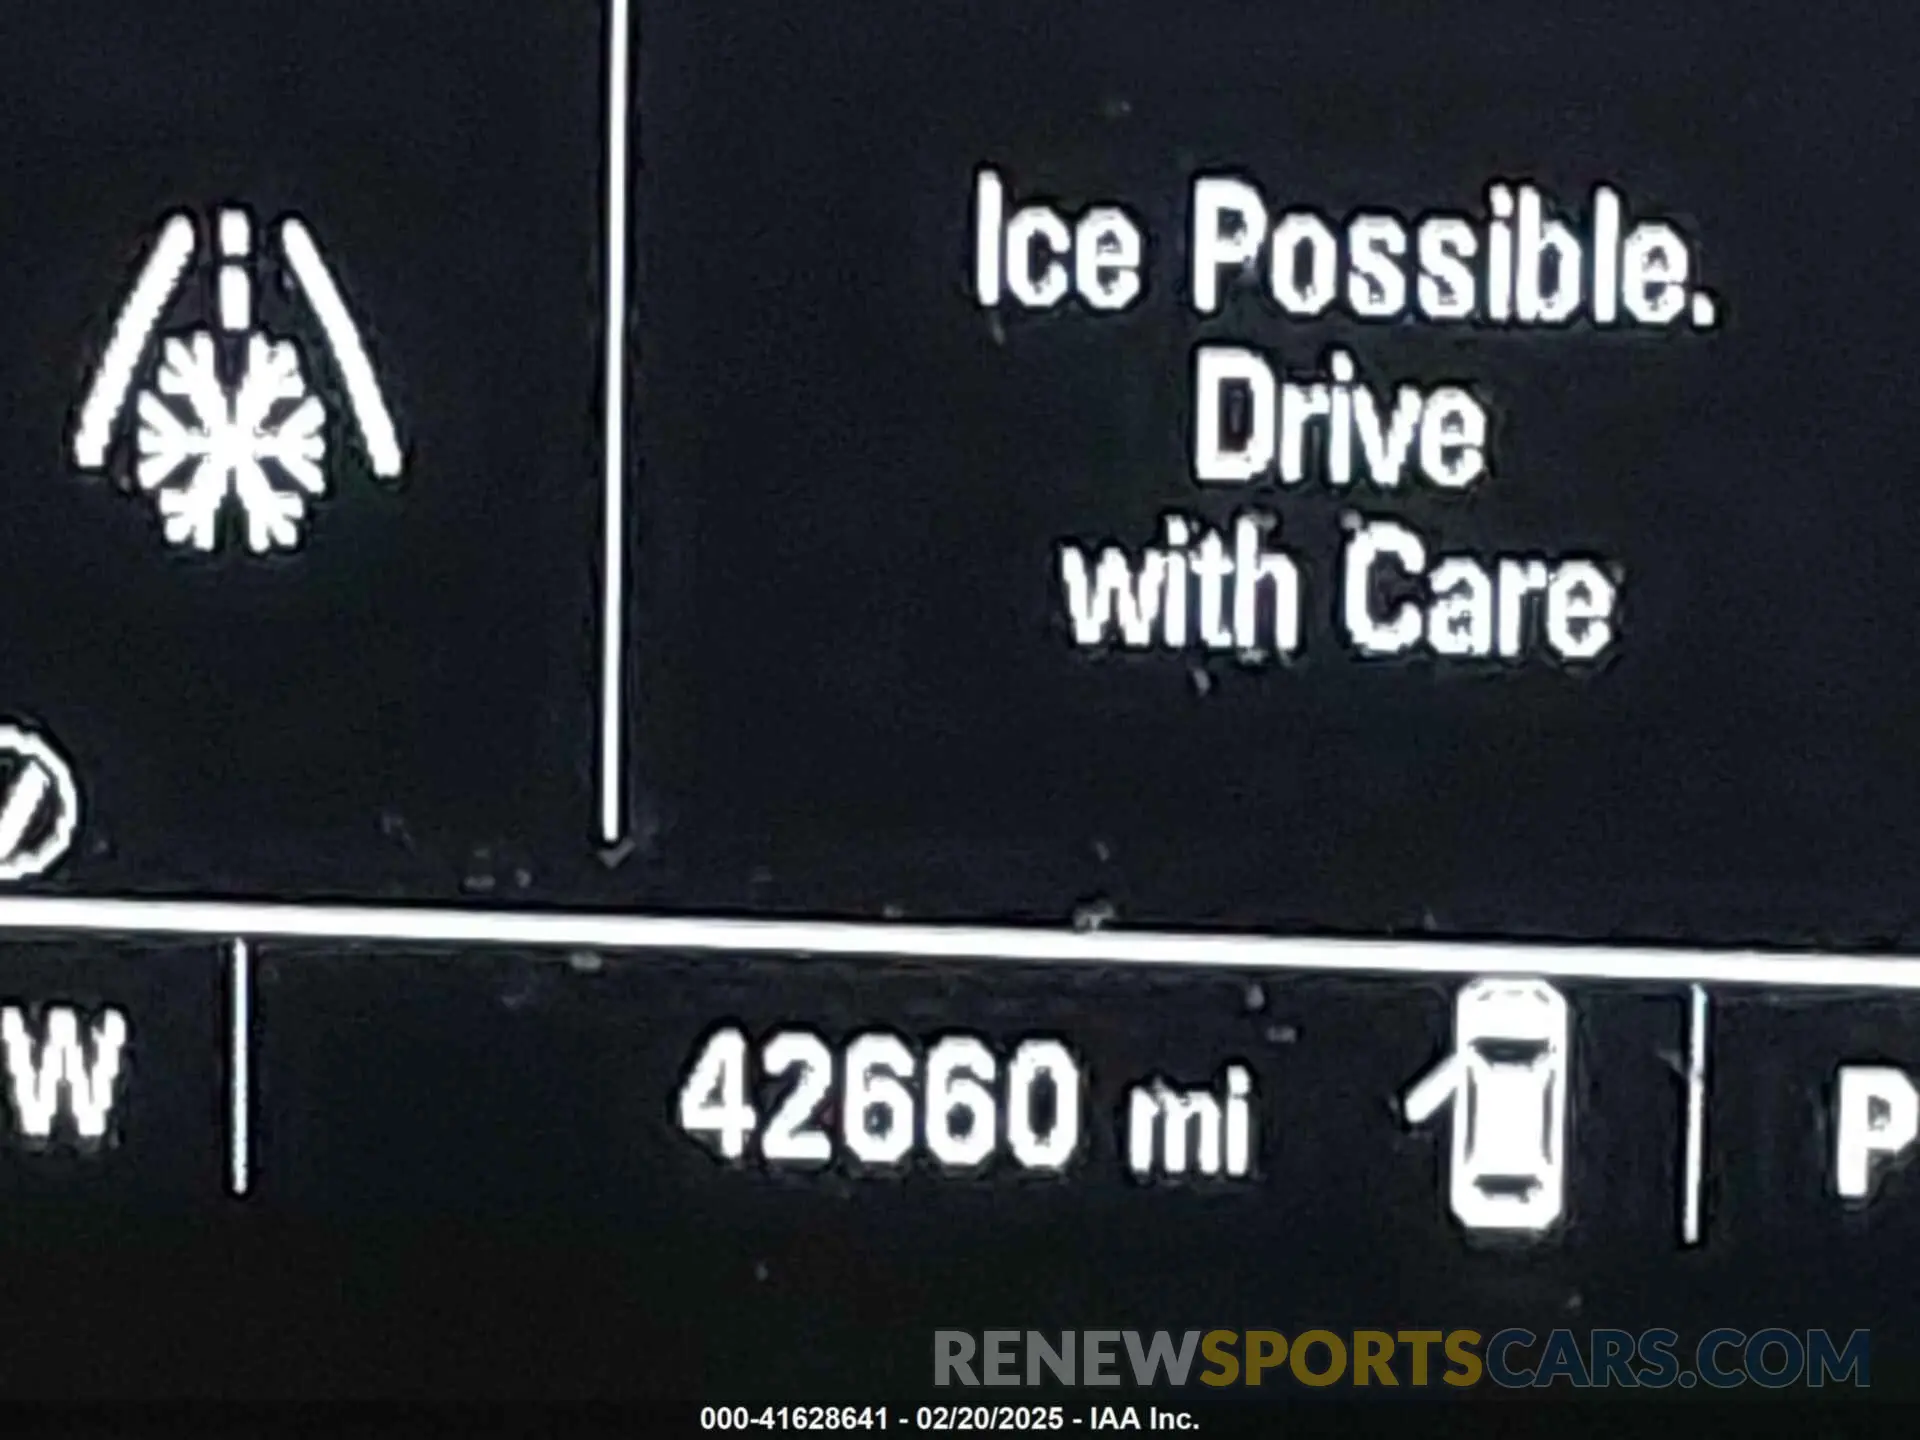 Ice Possible.
Drive
with Care
W
42660 mi
P
RENEWSPORTSCARS.COM
000-41628641 - 02/20/2025 - IAA Inc.